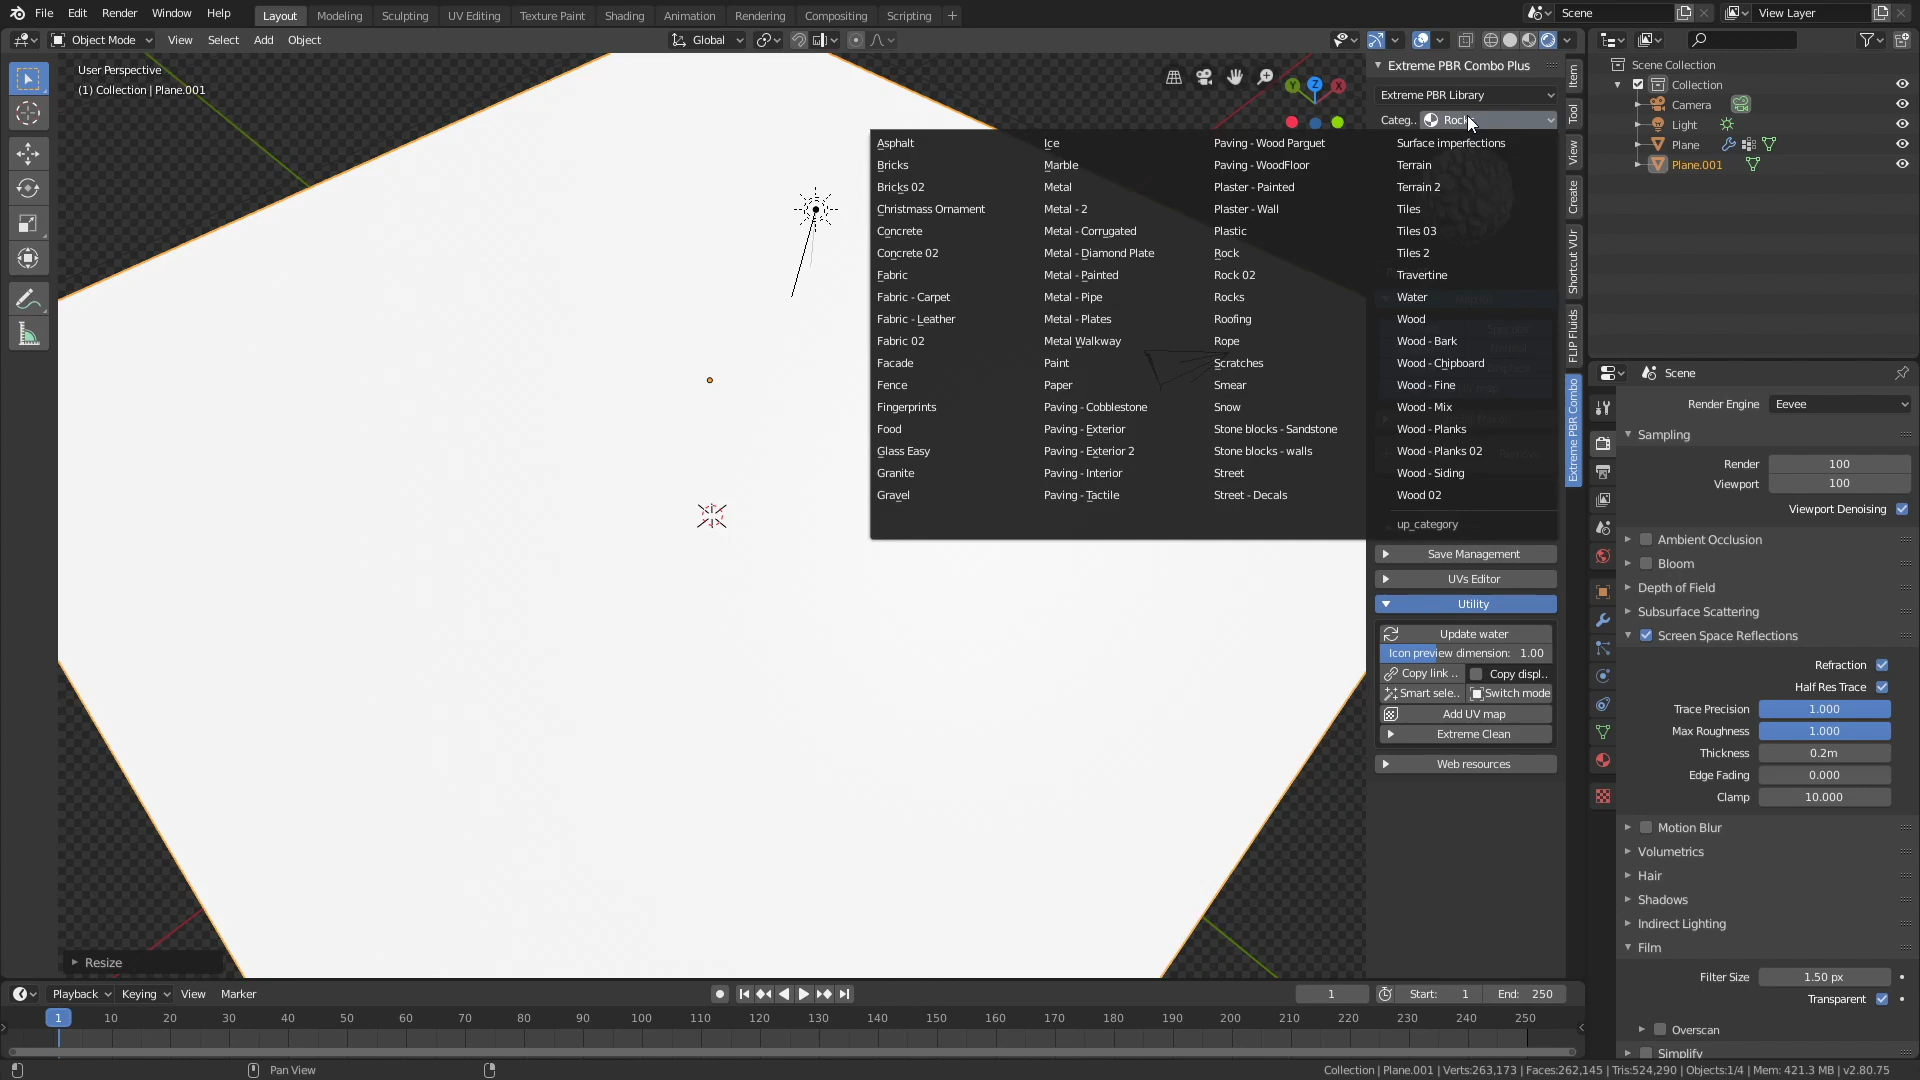 File Edit Render Window Help Layout Modeling Sculpting UV Editing Texture Paint Shading Animation Rendering Compositing Scripting + Scene View Layer
Object Mode View Select Add Object Global
User Perspective
(1) Collection | Plane.001
Extreme PBR Combo Plus
Extreme PBR Library
Categ.. Rocks
Asphalt
Bricks
Bricks 02
Christmass Ornament
Concrete
Concrete 02
Fabric
Fabric - Carpet
Fabric - Leather
Fabric 02
Facade
Fence
Fingerprints
Food
Glass Easy
Granite
Gravel
Ice
Marble
Metal
Metal - 2
Metal - Corrugated
Metal - Diamond Plate
Metal - Painted
Metal - Pipe
Metal - Plates
Metal Walkway
Paint
Paper
Paving - Cobblestone
Paving - Exterior
Paving - Exterior 2
Paving - Interior
Paving - Tactile
Paving - Wood Parquet
Paving - WoodFloor
Plaster - Painted
Plaster - Wall
Plastic
Rock
Rock 02
Rocks
Roofing
Rope
Scratches
Smear
Snow
Stone blocks - Sandstone
Stone blocks - walls
Street
Street - Decals
Surface imperfections
Terrain
Terrain 2
Tiles
Tiles 03
Tiles 2
Travertine
Water
Wood
Wood - Bark
Wood - Chipboard
Wood - Fine
Wood - Mix
Wood - Planks
Wood - Planks 02
Wood - Siding
Wood 02
up_category
Save Management
UVs Editor
Utility
Update water
Icon preview dimension: 1.00
Copy link .. Copy displ..
Smart sele.. Switch mode
Add UV map
Extreme Clean
Web resources
Item
Tool
View
Create
Shortcut VUr
FLIP Fluids
Extreme PBR Combo
Scene Collection
Collection
Camera
Light
Plane
Plane.001
Scene
Render Engine Eevee
Sampling
Render 100
Viewport 100
Viewport Denoising
Ambient Occlusion
Bloom
Depth of Field
Subsurface Scattering
Screen Space Reflections
Refraction
Half Res Trace
Trace Precision 1.000
Max Roughness 1.000
Thickness 0.2m
Edge Fading 0.000
Clamp 10.000
Motion Blur
Volumetrics
Hair
Shadows
Indirect Lighting
Film
Filter Size 1.50 px
Transparent
Overscan
Simplify
Resize
Playback Keying View Marker 1 Start: 1 End: 250
1 10 20 30 40 50 60 70 80 90 100 110 120 130 140 150 160 170 180 190 200 210 220 230 240 250
Pan View Collection | Plane.001 | Verts:263,173 | Faces:262,145 | Tris:524,290 | Objects:1/4 | Mem: 421.3 MB | v2.80.75